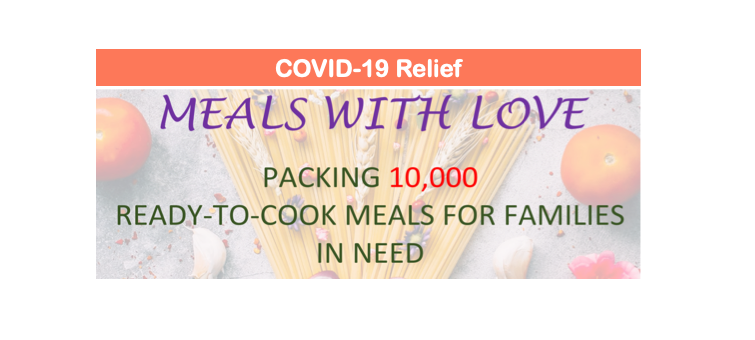 COVID-19 Relief
MEALS WITH LOVE
PACKING 10,000
READY-TO-COOK MEALS FOR FAMILIES
IN NEED